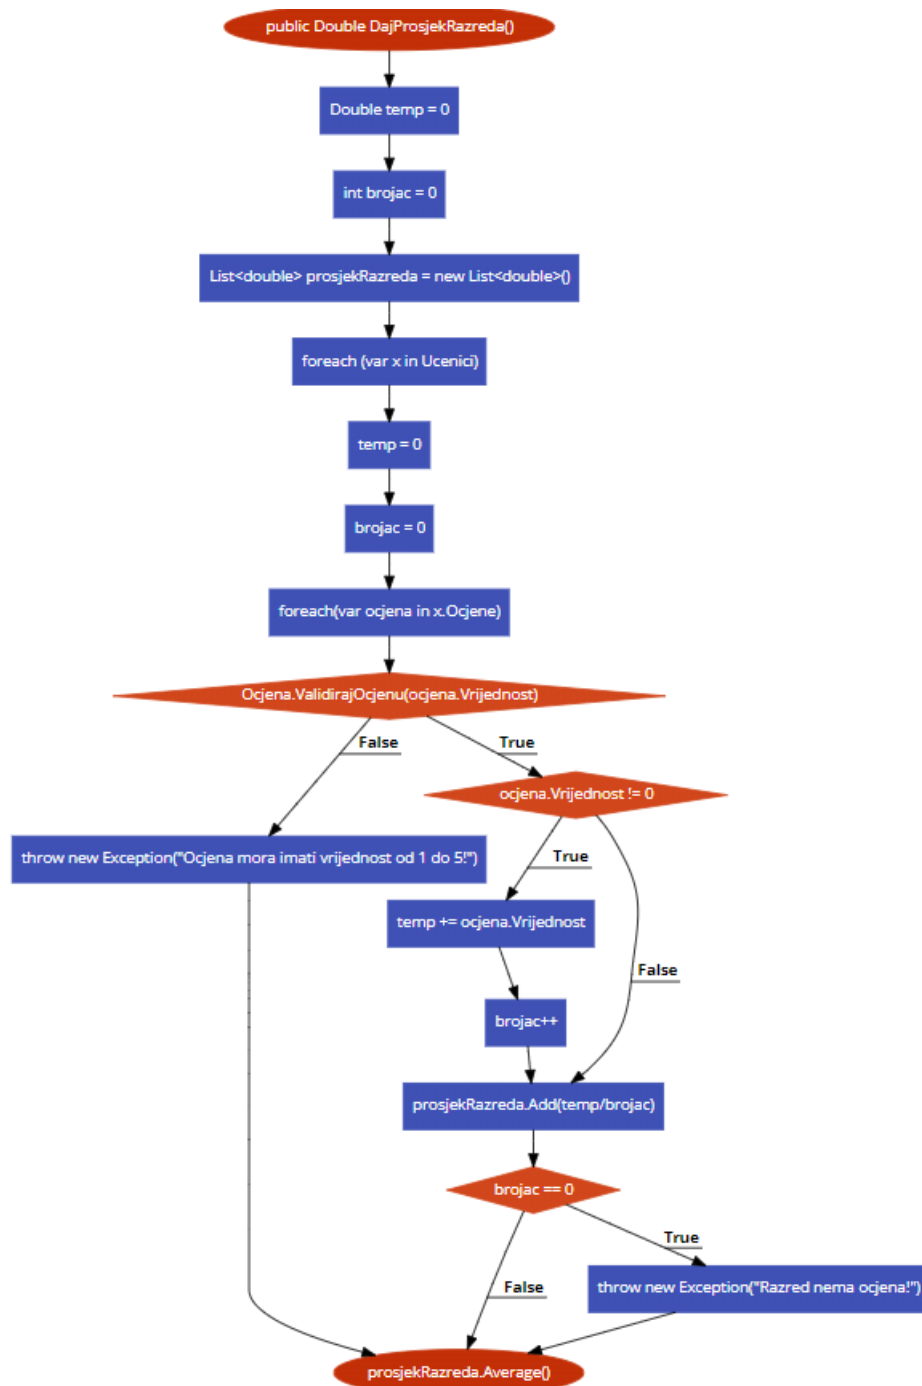 public Double DajProsjekRazreda()
Double temp = 0
int brojac = 0
List<double> prosjekRazreda = new List<double>()
foreach (var x in Ucenici)
temp = 0
brojac = 0
foreach(var ocjena in x.Ocjene)
Ocjena.ValidirajOcjenu(ocjena.Vrijednost)
False
True
ocjena.Vrijednost != 0
throw new Exception("Ocjena mora imati vrijednost od 1 do 5!")
True
temp += ocjena.Vrijednost
False
brojac++
prosjekRazreda.Add(temp/brojac)
brojac == 0
True
False
throw new Exception("Razred nema ocjena!")
prosjekRazreda.Average()